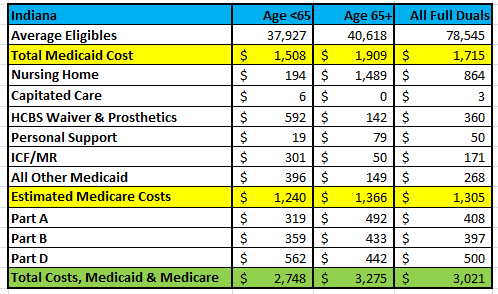 Indiana Age <65 Age 65+ All Full Duals
Average Eligibles 37,927 40,618 78,545
Total Medicaid Cost $ 1,508 $ 1,909 $ 1,715
Nursing Home $ 194 $ 1,489 $ 864
Capitated Care $ 6 $ 0 $ 3
HCBS Waiver & Prosthetics $ 592 $ 142 $ 360
Personal Support $ 19 $ 79 $ 50
ICF/MR $ 301 $ 50 $ 171
All Other Medicaid $ 396 $ 149 $ 268
Estimated Medicare Costs $ 1,240 $ 1,366 $ 1,305
Part A $ 319 $ 492 $ 408
Part B $ 359 $ 433 $ 397
Part D $ 562 $ 442 $ 500
Total Costs, Medicaid & Medicare $ 2,748 $ 3,275 $ 3,021